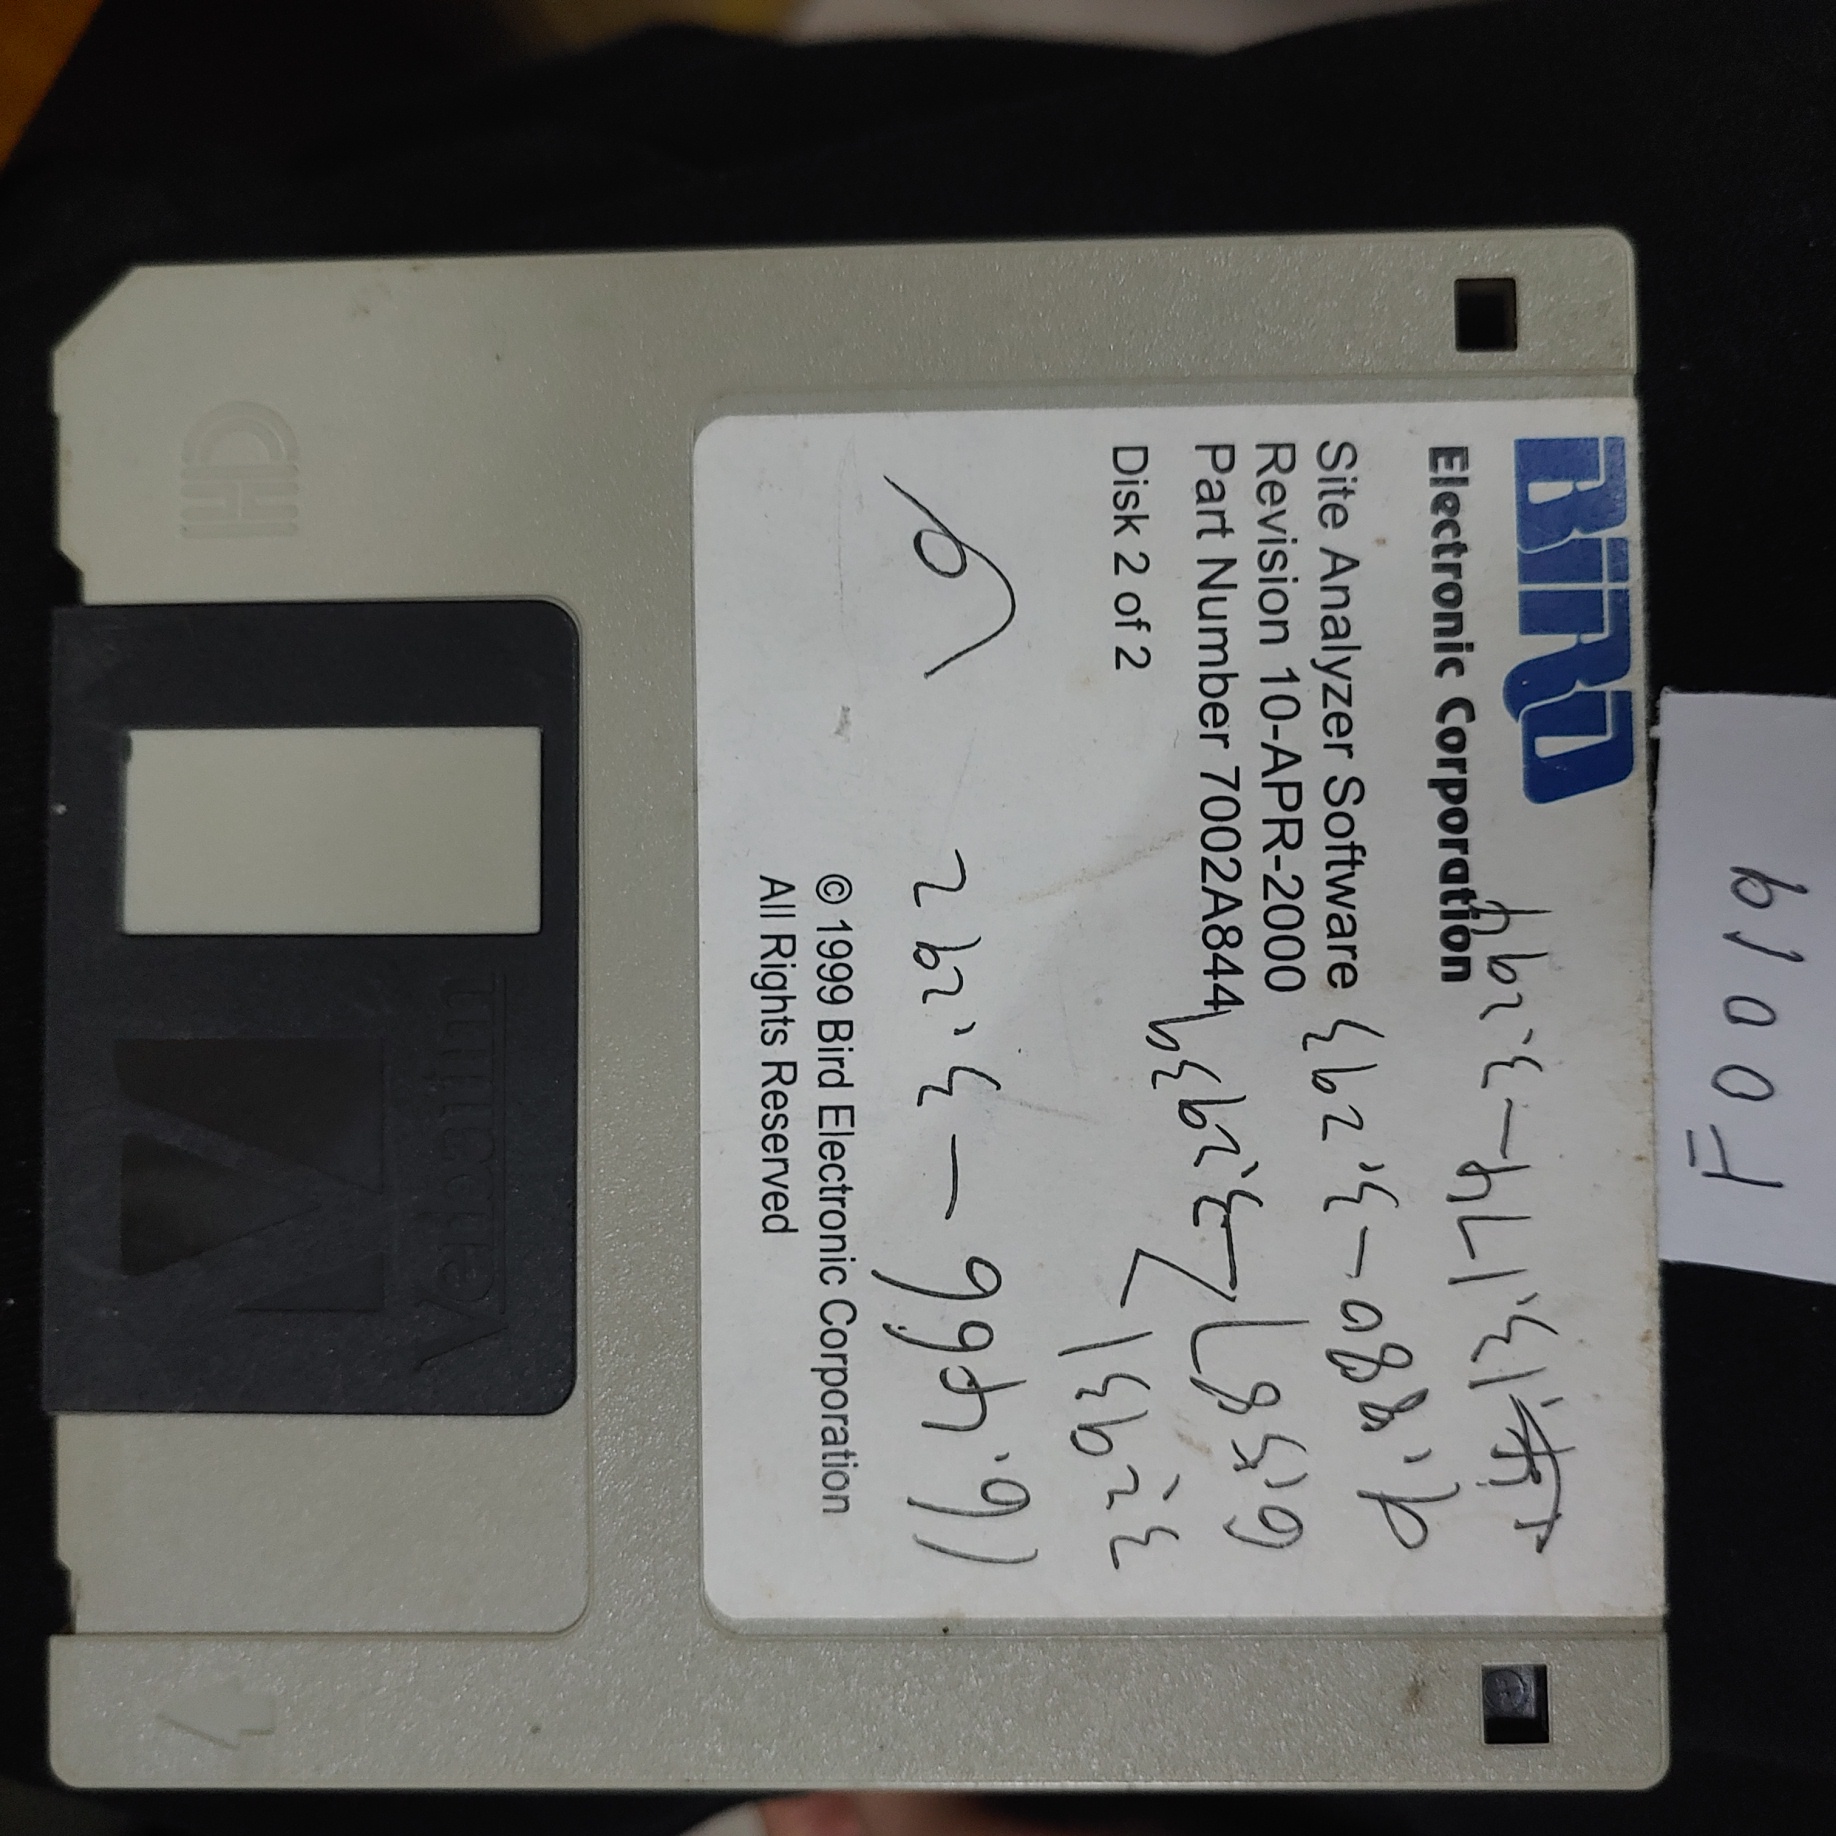 HD
Verbatim
16.466 - 3.292
3.2931
6.587 - 3.2939
9.880 - 3.293
13.174 - 3.294
BIRD
Electronic Corporation
Site Analyzer Software
Revision 10-APR-2000
Part Number 7002A844
Disk 2 of 2
© 1999 Bird Electronic Corporation
All Rights Reserved
F0019